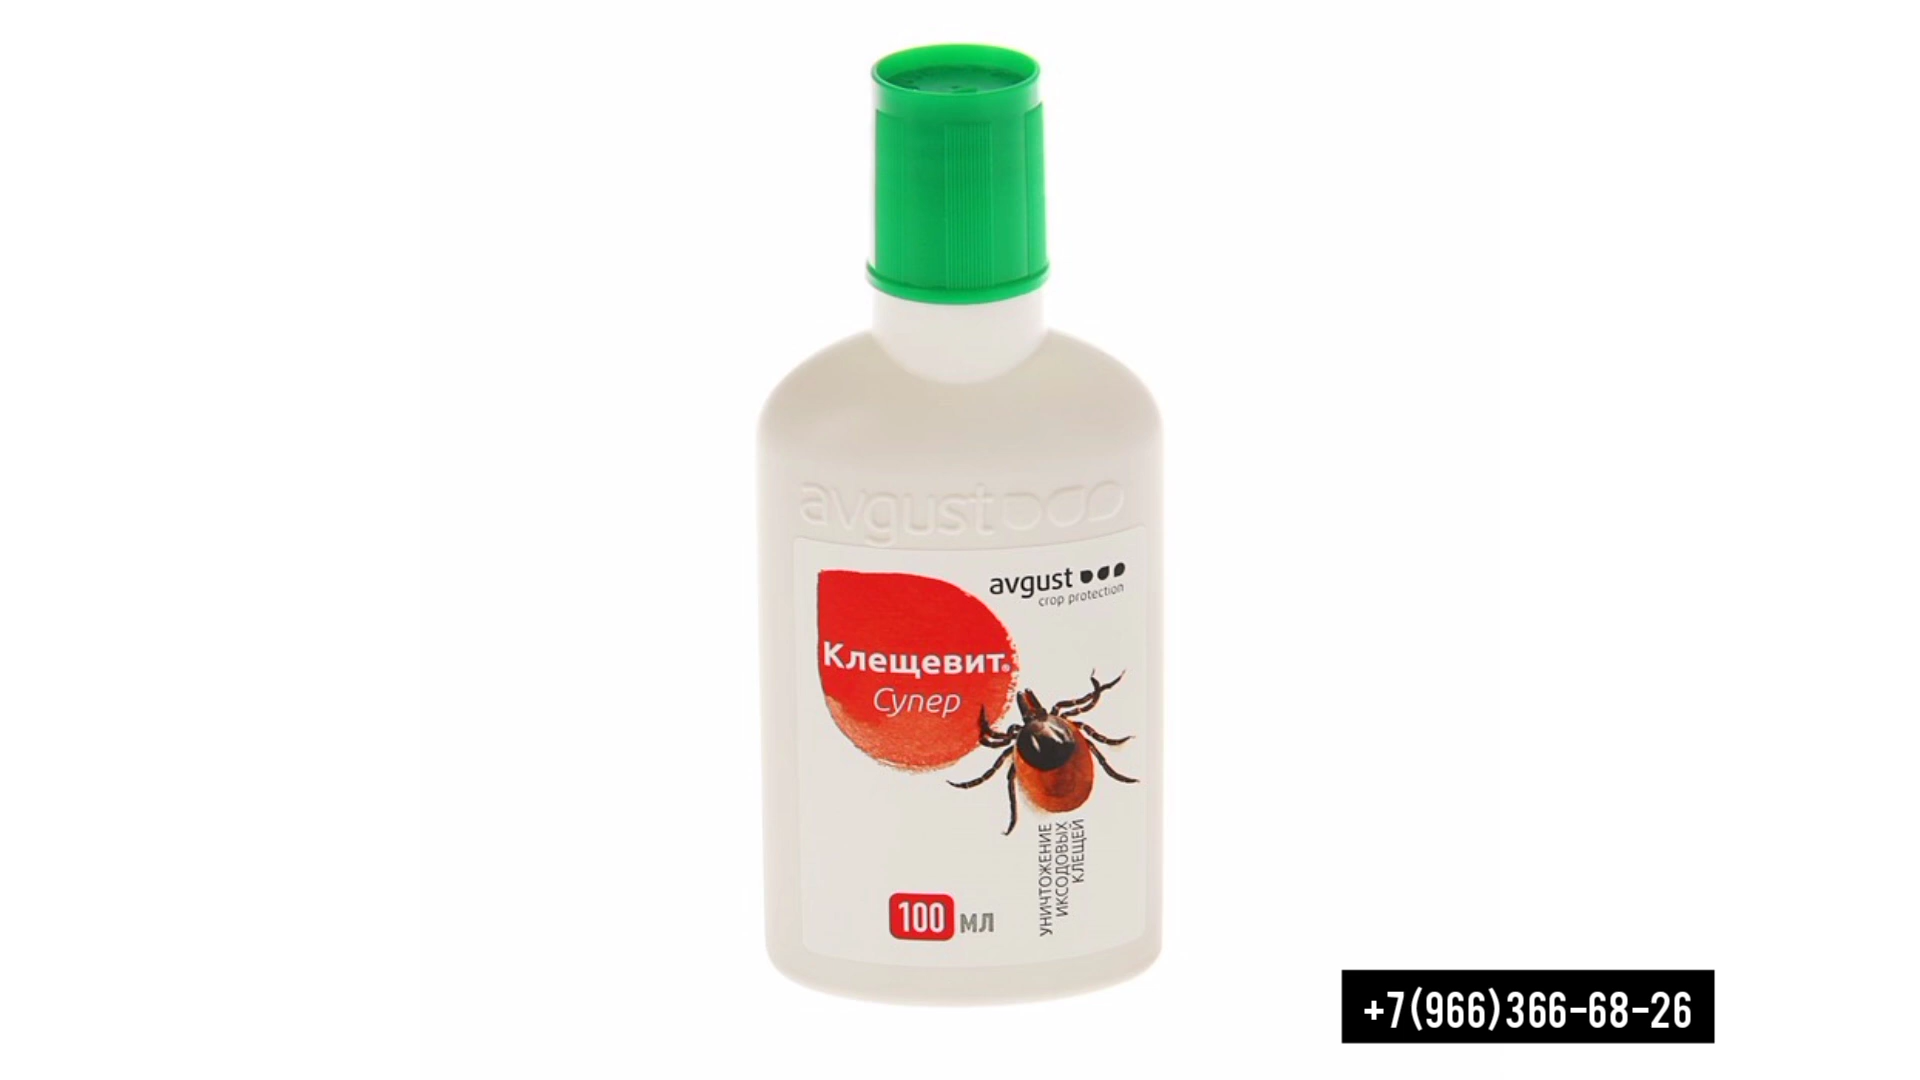 avgust
avgust
crop protection
Клещевит®
Супер
УНИЧТОЖЕНИЕ
ИКСОДОВЫХ
КЛЕЩЕЙ
100 мл
+7(966)366-68-26